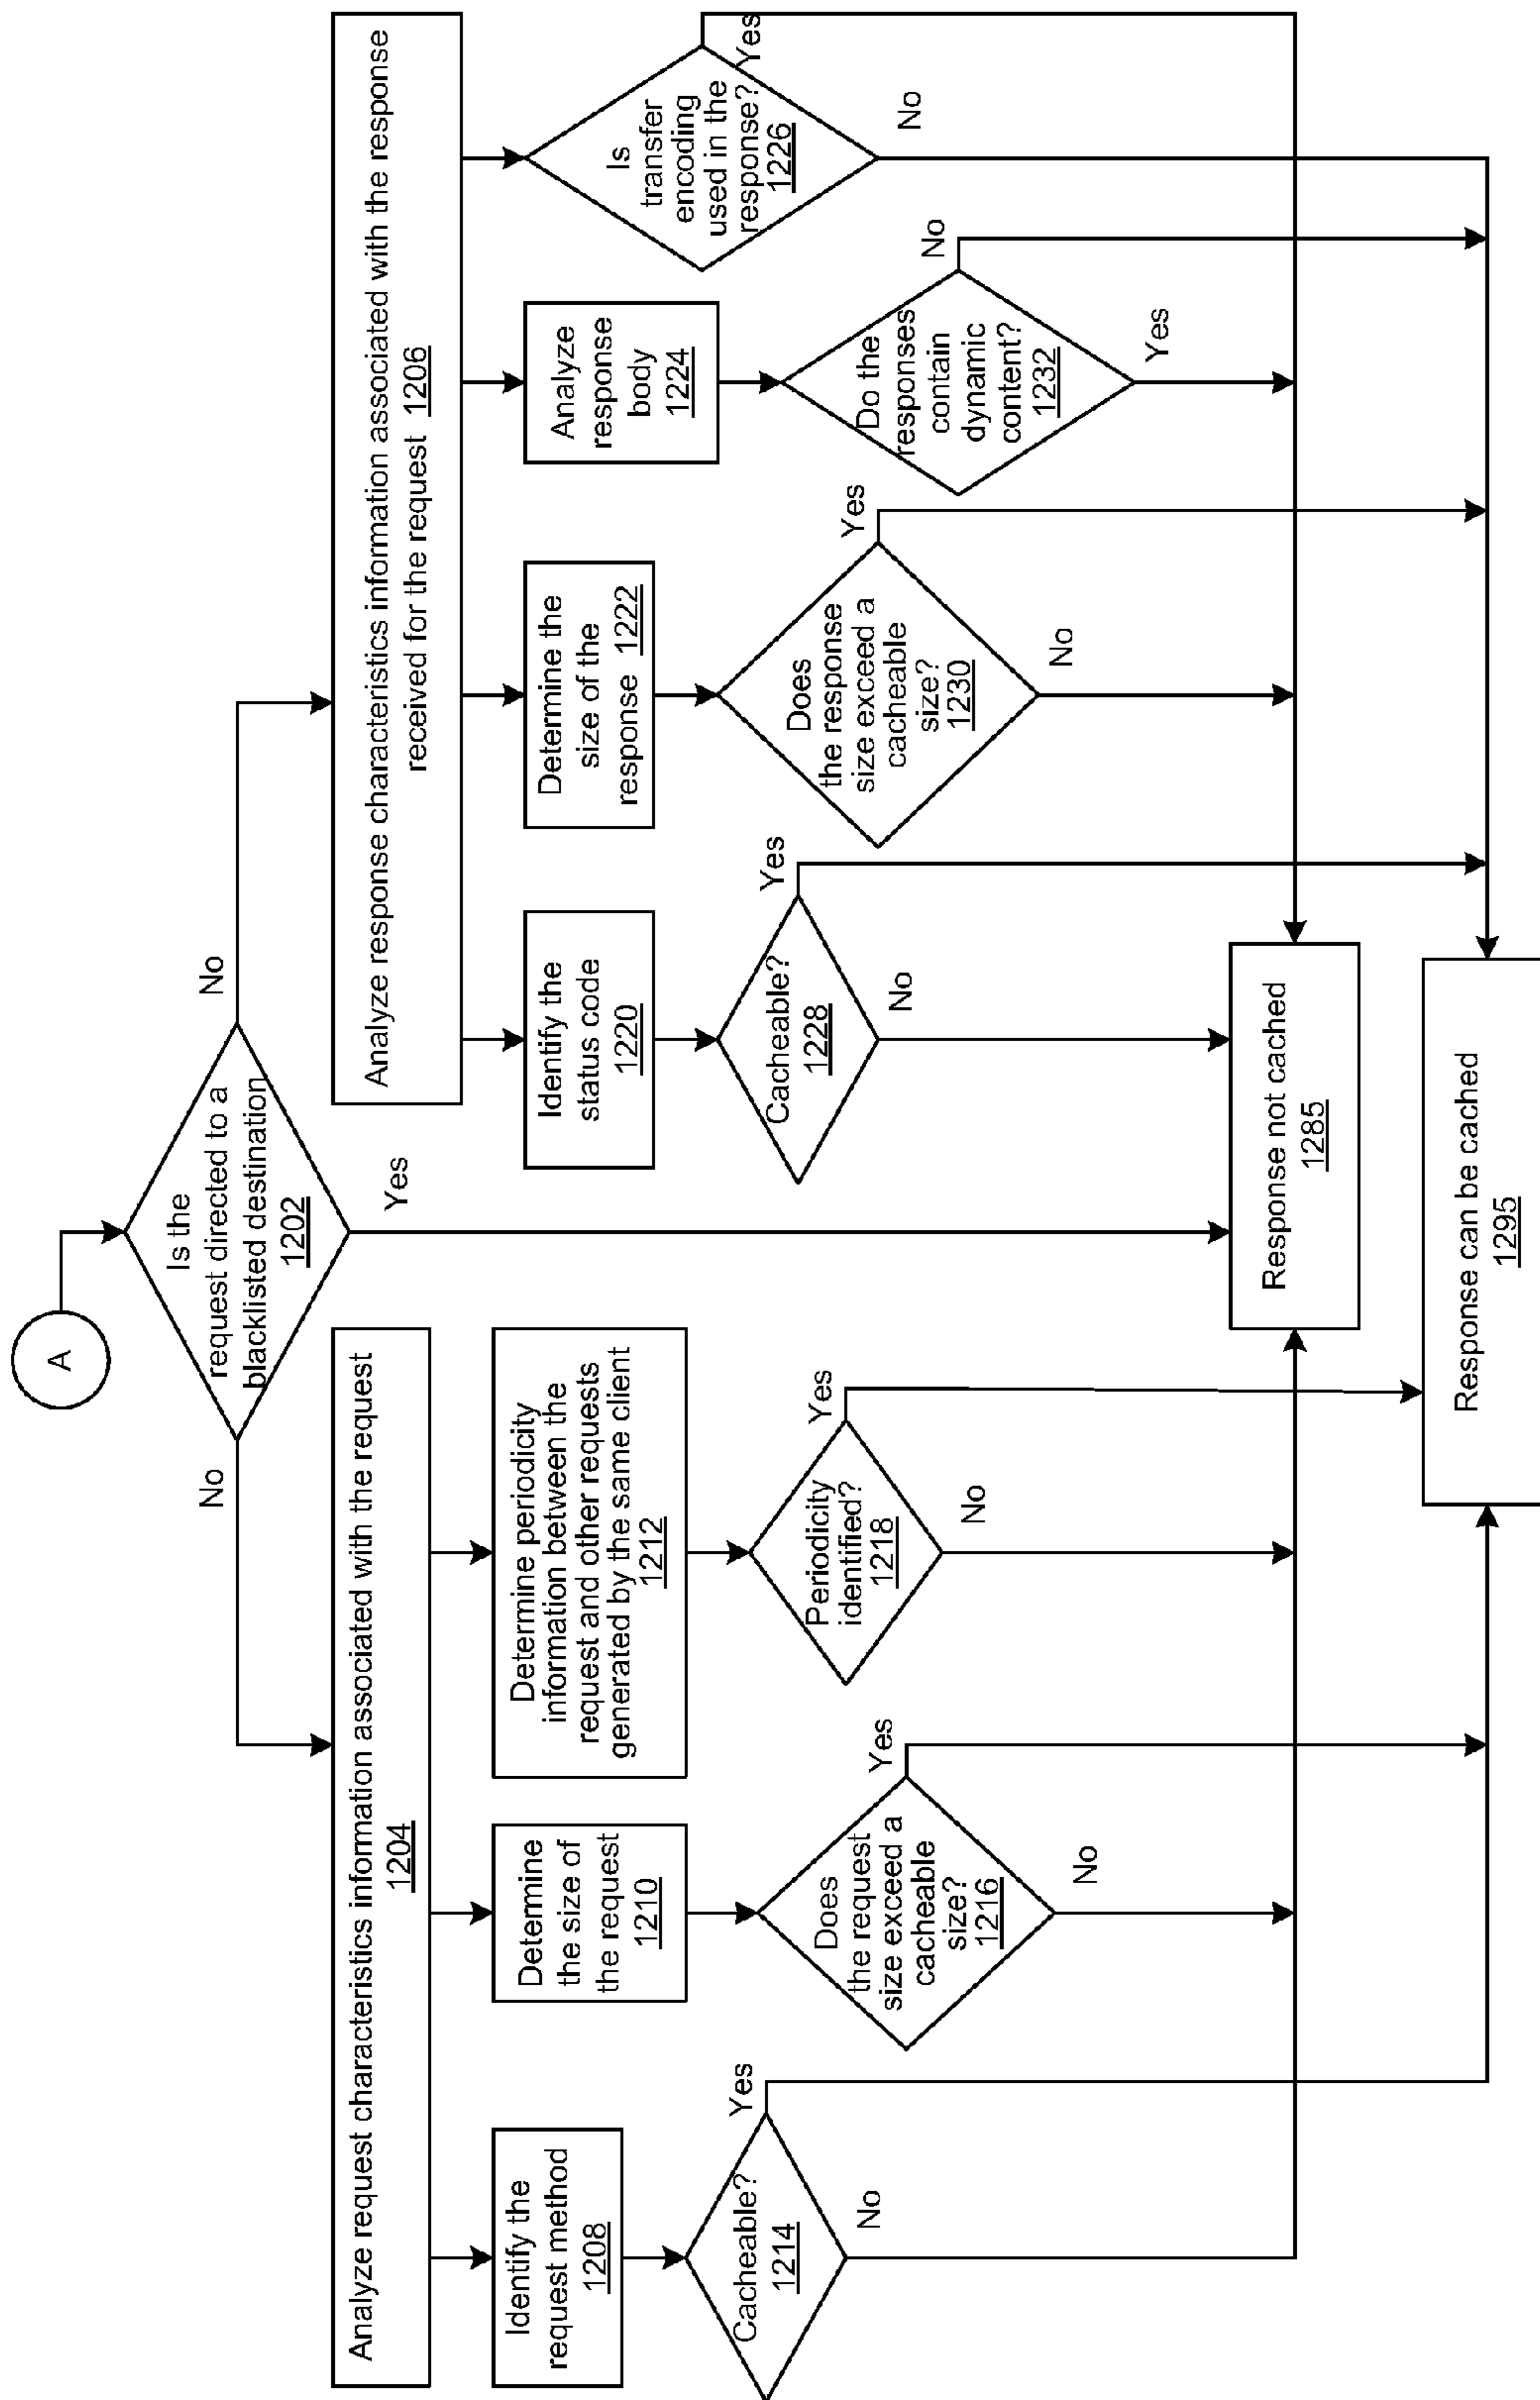 A
Is the
request directed to a
blacklisted destination
1202
No
No
Yes
Analyze request characteristics information associated with the request
1204
Analyze response characteristics information associated with the response
received for the request 1206
Identify the
request method
1208
Determine
the size of
the request
1210
Determine periodicity
information between the
request and other requests
generated by the same client
1212
Identify the
status code
1220
Determine the
size of the
response 1222
Analyze
response
body
1224
Is
transfer
encoding
used in the
response?
1226
Yes
No
Cacheable?
1214
Yes
No
Does
the request
size exceed a
cacheable
size?
1216
Yes
No
Periodicity
identified?
1218
Yes
No
Cacheable?
1228
Yes
No
Does
the response
size exceed a
cacheable
size?
1230
Yes
No
Do the
responses
contain
dynamic
content?
1232
No
Yes
Response not cached
1285
Response can be cached
1295